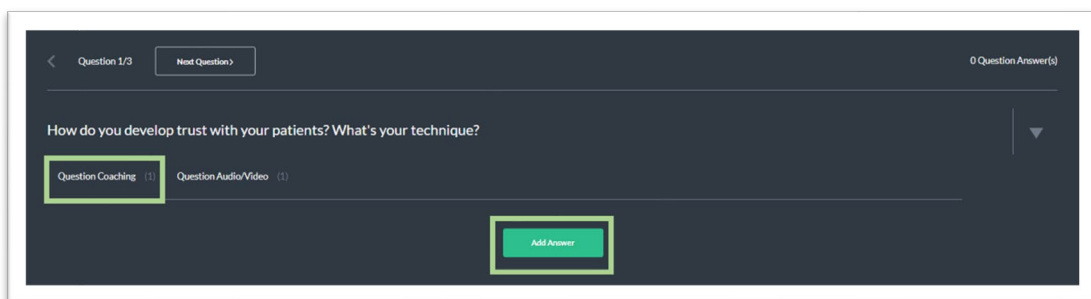 Question 1/3 Next Question> 0 Question Answer(s)
How do you develop trust with your patients? What's your technique?
Question Coaching (1) Question Audio/Video (1)
Add Answer